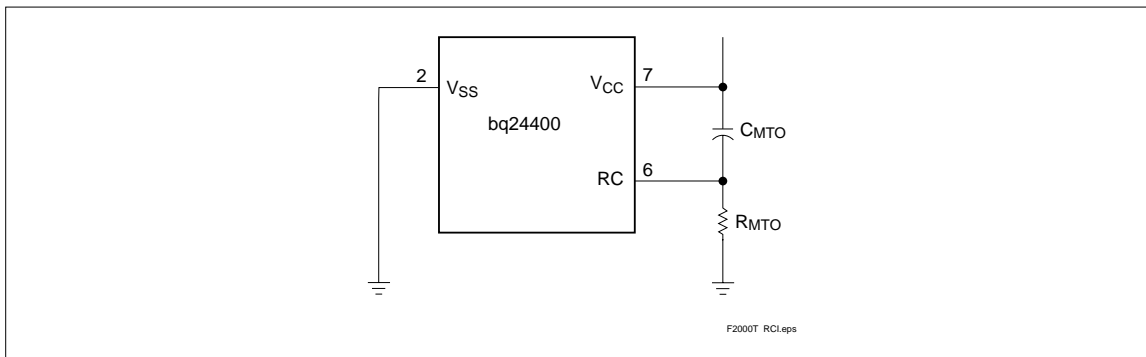 2
VSS
bq24400
VCC
7
CMTO
RC
6
RMTO
F2000T RCI.eps